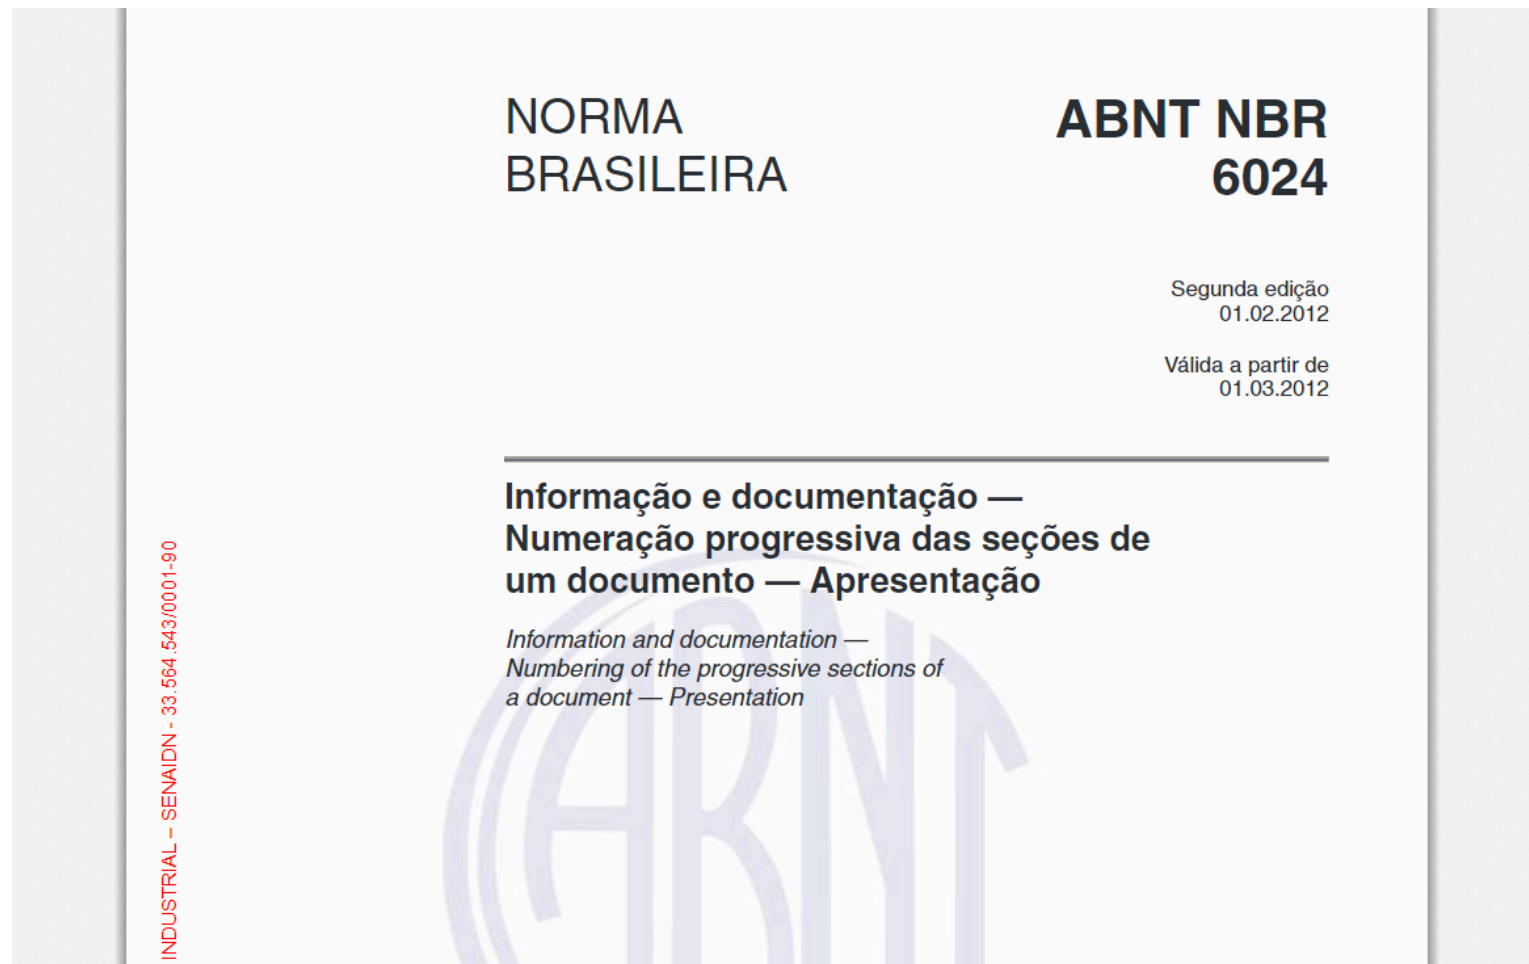 NORMA
BRASILEIRA
ABNT NBR
6024
Segunda edição
01.02.2012
Válida a partir de
01.03.2012
Informação e documentação —
Numeração progressiva das seções de
um documento — Apresentação
Information and documentation —
Numbering of the progressive sections of
a document — Presentation
INDUSTRIAL – SENAIDN - 33.564.543/0001-90
ABNT